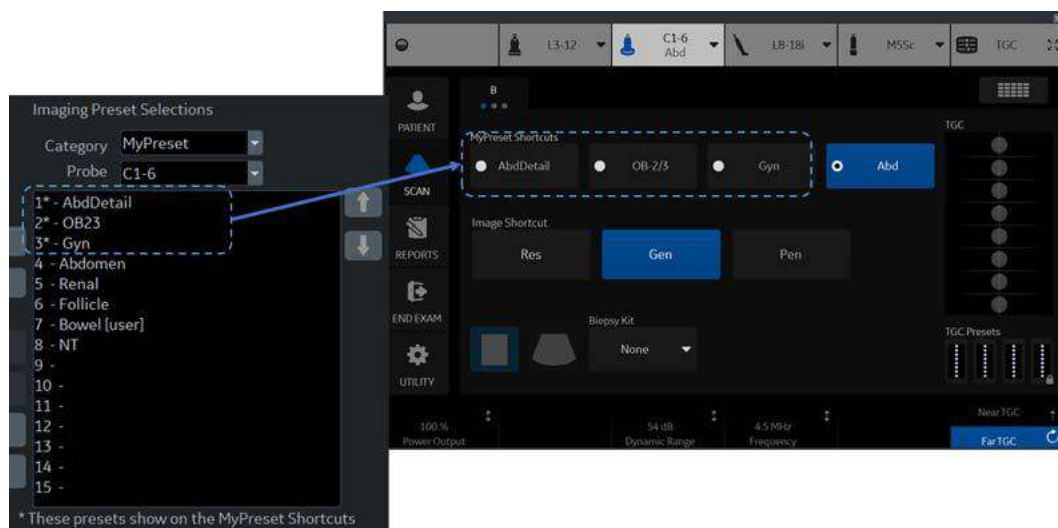 Imaging Preset Selections
Category MyPreset
Probe C1-6
1* - AbdDetail
2* - OB23
3* - Gyn
4 - Abdomen
5 - Renal
6 - Follicle
7 - Bowel [user]
8 - NT
9 -
10 -
11 -
12 -
13 -
14 -
15 -
* These presets show on the MyPreset Shortcuts
L3-12
C1-6
Abd
L8-18i
M5Sc
TGC
PATIENT
SCAN
REPORTS
END EXAM
UTILITY
B
MyPreset Shortcuts
AbdDetail
OB-2/3
Gyn
Abd
Image Shortcut
Res
Gen
Pen
Biopsy Kit
None
TGC
TGC Presets
100 %
Power Output
54 dB
Dynamic Range
4.5 MHz
Frequency
Near TGC
Far TGC